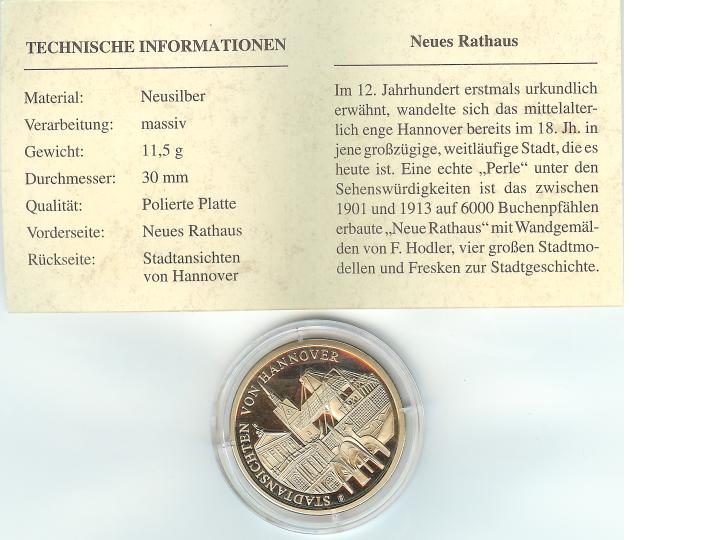 TECHNISCHE INFORMATIONEN
Material: Neusilber
Verarbeitung: massiv
Gewicht: 11,5 g
Durchmesser: 30 mm
Qualität: Polierte Platte
Vorderseite: Neues Rathaus
Rückseite: Stadtansichten
von Hannover
Neues Rathaus
Im 12. Jahrhundert erstmals urkundlich
erwähnt, wandelte sich das mittelalter-
lich enge Hannover bereits im 18. Jh. in
jene großzügige, weitläufige Stadt, die es
heute ist. Eine echte „Perle“ unter den
Sehenswürdigkeiten ist das zwischen
1901 und 1913 auf 6000 Buchenpfählen
erbaute „Neue Rathaus“ mit Wandgemäl-
den von F. Hodler, vier großen Stadtmo-
dellen und Fresken zur Stadtgeschichte.
STADTANSICHTEN VON HANNOVER